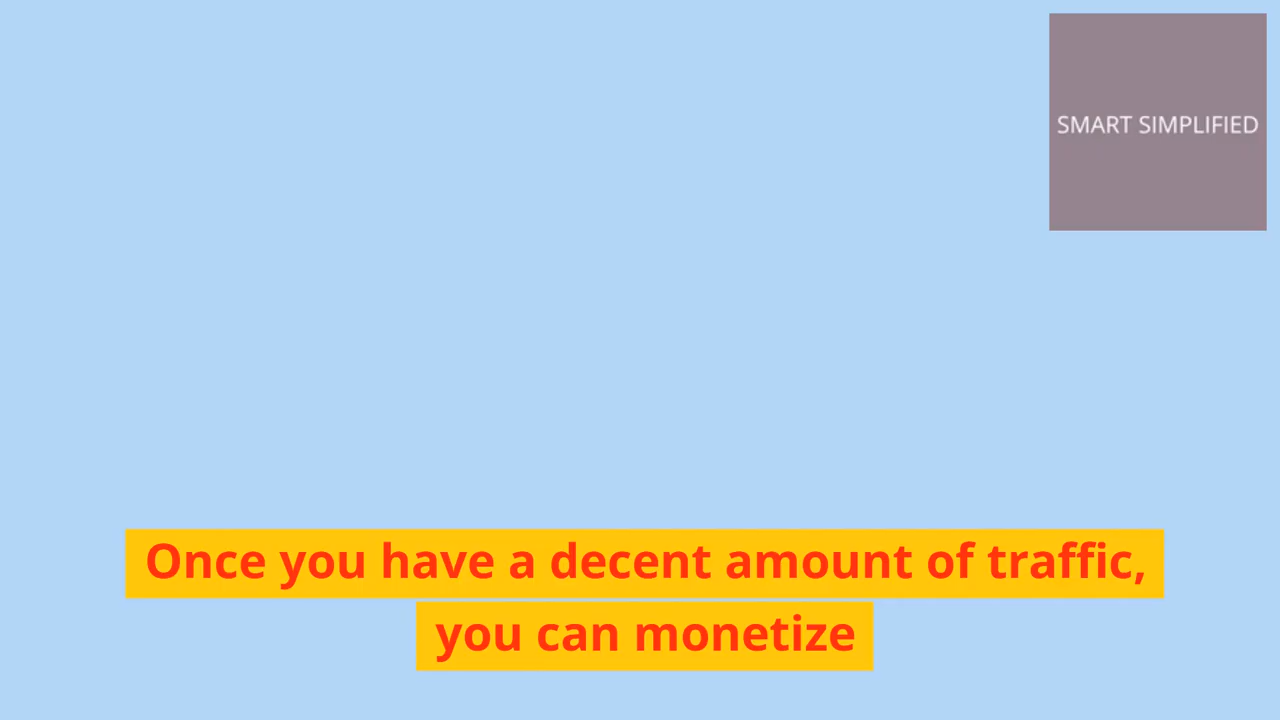 SMART SIMPLIFIED
Once you have a decent amount of traffic,
you can monetize